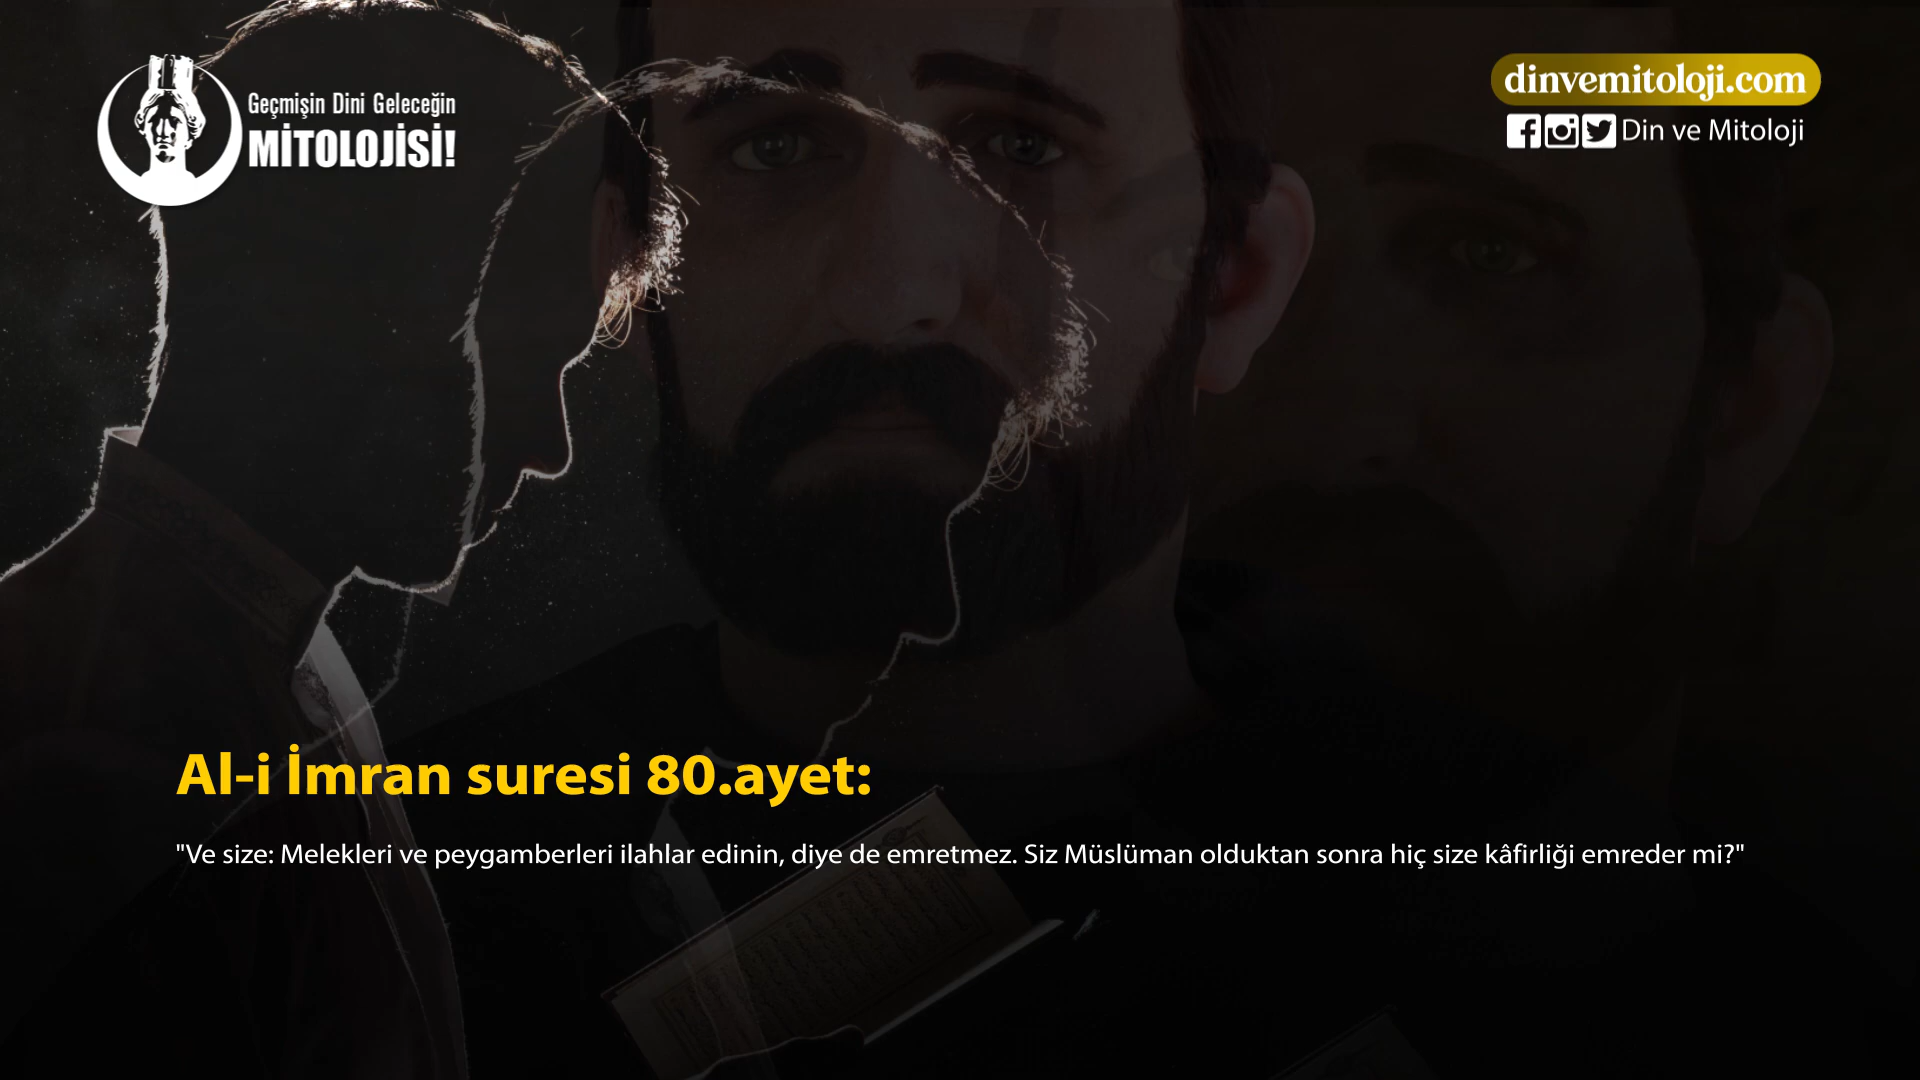 Geçmişin Dini Geleceğin
MİTOLOJİSİ!
dinvemitoloji.com
Din ve Mitoloji
Al-i İmran suresi 80.ayet:
"Ve size: Melekleri ve peygamberleri ilahlar edinin, diye de emretmez. Siz Müslüman olduktan sonra hiç size kâfirliği emreder mi?"